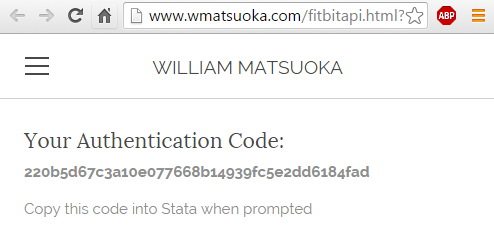 www.wmatsuoka.com/fitbitapi.html?
ABP
WILLIAM MATSUOKA
Your Authentication Code:
220b5d67c3a10e077668b14939fc5e2dd6184fad
Copy this code into Stata when prompted